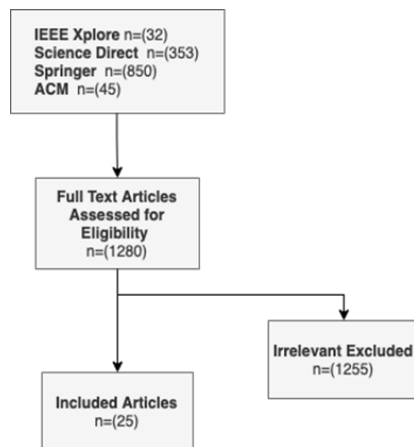 IEEE Xplore n=(32)
Science Direct n=(353)
Springer n=(850)
ACM n=(45)
Full Text Articles
Assessed for
Eligibility
n=(1280)
Irrelevant Excluded
n=(1255)
Included Articles
n=(25)